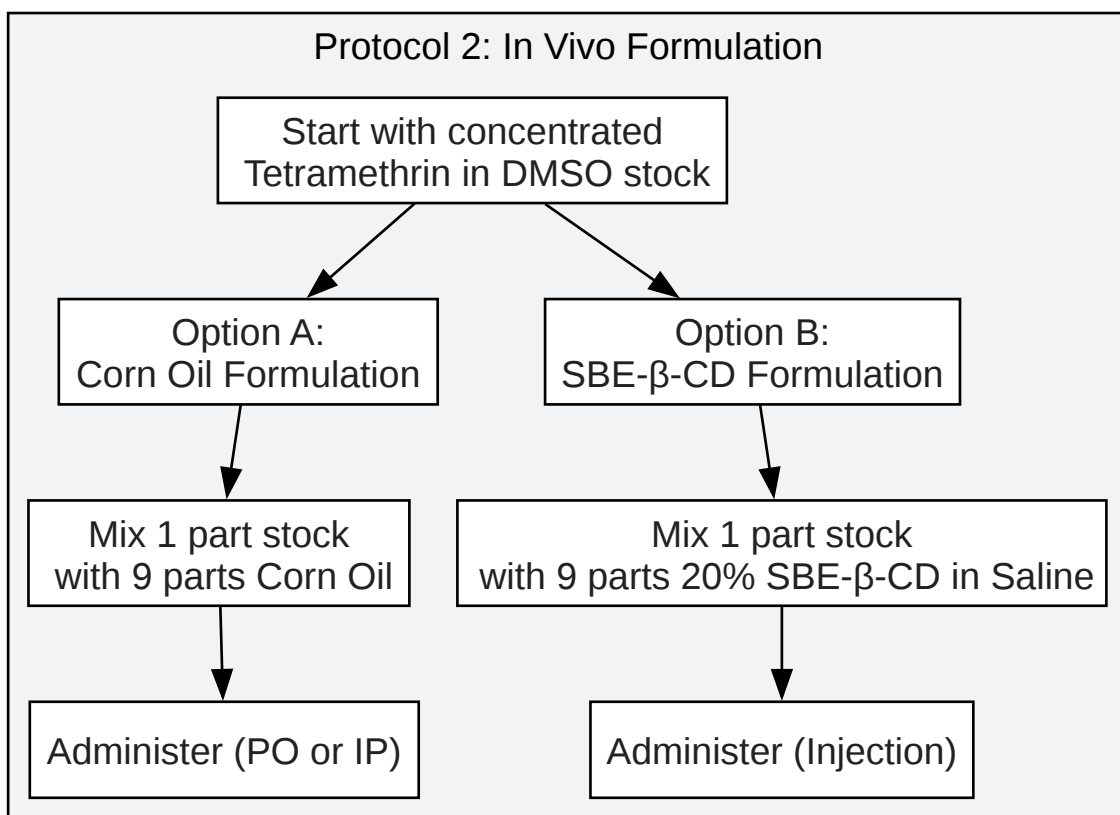 Protocol 2: In Vivo Formulation
Start with concentrated
Tetramethrin in DMSO stock
Option A:
Corn Oil Formulation
Option B:
SBE-β-CD Formulation
Mix 1 part stock
with 9 parts Corn Oil
Mix 1 part stock
with 9 parts 20% SBE-β-CD in Saline
Administer (PO or IP)
Administer (Injection)